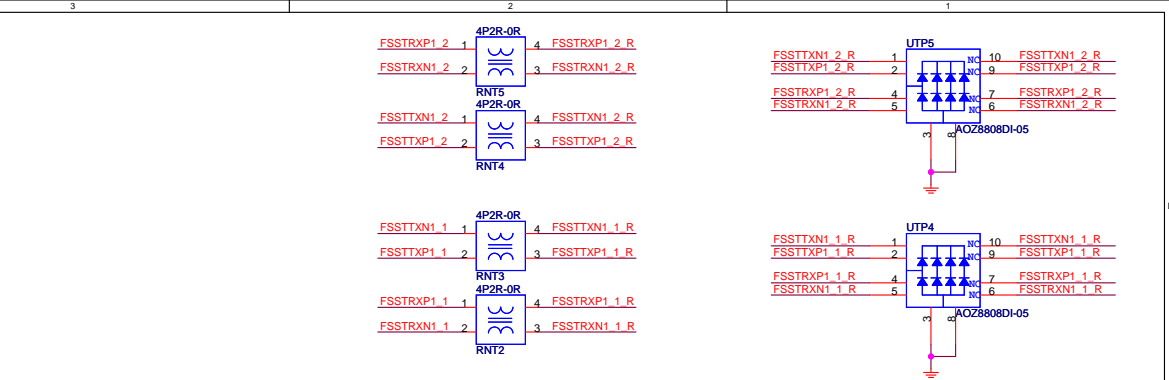 3 2 1
4P2R-0R
FSSTRXP1_2 1 4 FSSTRXP1_2_R
FSSTRXN1_2 2 3 FSSTRXN1_2_R
RNT5
4P2R-0R
FSSTTXN1_2 1 4 FSSTTXN1_2_R
FSSTTXP1_2 2 3 FSSTTXP1_2_R
RNT4
UTP5
FSSTTXN1_2_R 1 NC 10 FSSTTXN1_2_R
FSSTTXP1_2_R 2 NC 9 FSSTTXP1_2_R
FSSTRXP1_2_R 4 NC 7 FSSTRXP1_2_R
FSSTRXN1_2_R 5 NC 6 FSSTRXN1_2_R
3 8 AOZ8808DI-05
4P2R-0R
FSSTTXN1_1 1 4 FSSTTXN1_1_R
FSSTTXP1_1 2 3 FSSTTXP1_1_R
RNT3
4P2R-0R
FSSTRXP1_1 1 4 FSSTRXP1_1_R
FSSTRXN1_1 2 3 FSSTRXN1_1_R
RNT2
UTP4
FSSTTXN1_1_R 1 NC 10 FSSTTXN1_1_R
FSSTTXP1_1_R 2 NC 9 FSSTTXP1_1_R
FSSTRXP1_1_R 4 NC 7 FSSTRXP1_1_R
FSSTRXN1_1_R 5 NC 6 FSSTRXN1_1_R
3 8 AOZ8808DI-05